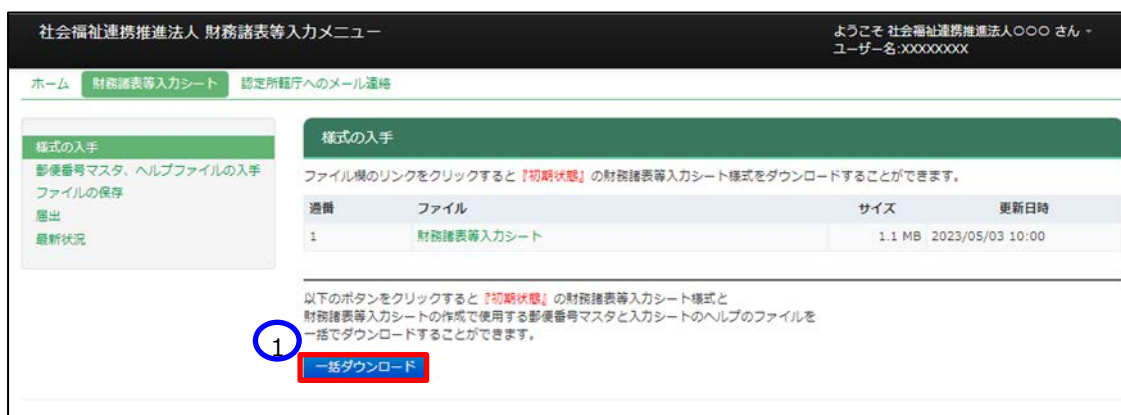 社会福祉連携推進法人 財務諸表等入力メニュー
ようこそ 社会福祉連携推進法人〇〇〇 さん
ユーザー名:XXXXXXXX
ホーム 財務諸表等入力シート 認定所轄庁へのメール連絡
様式の入手
郵便番号マスタ、ヘルプファイルの入手
ファイルの保存
届出
最新状況
様式の入手
ファイル欄のリンクをクリックすると『初期状態』の財務諸表等入力シート様式をダウンロードすることができます。
通番 ファイル サイズ 更新日時
1 財務諸表等入力シート 1.1 MB 2023/05/03 10:00
以下のボタンをクリックすると『初期状態』の財務諸表等入力シート様式と
財務諸表等入力シートの作成で使用する郵便番号マスタと入力シートのヘルプのファイルを
一括でダウンロードすることができます。
1
一括ダウンロード